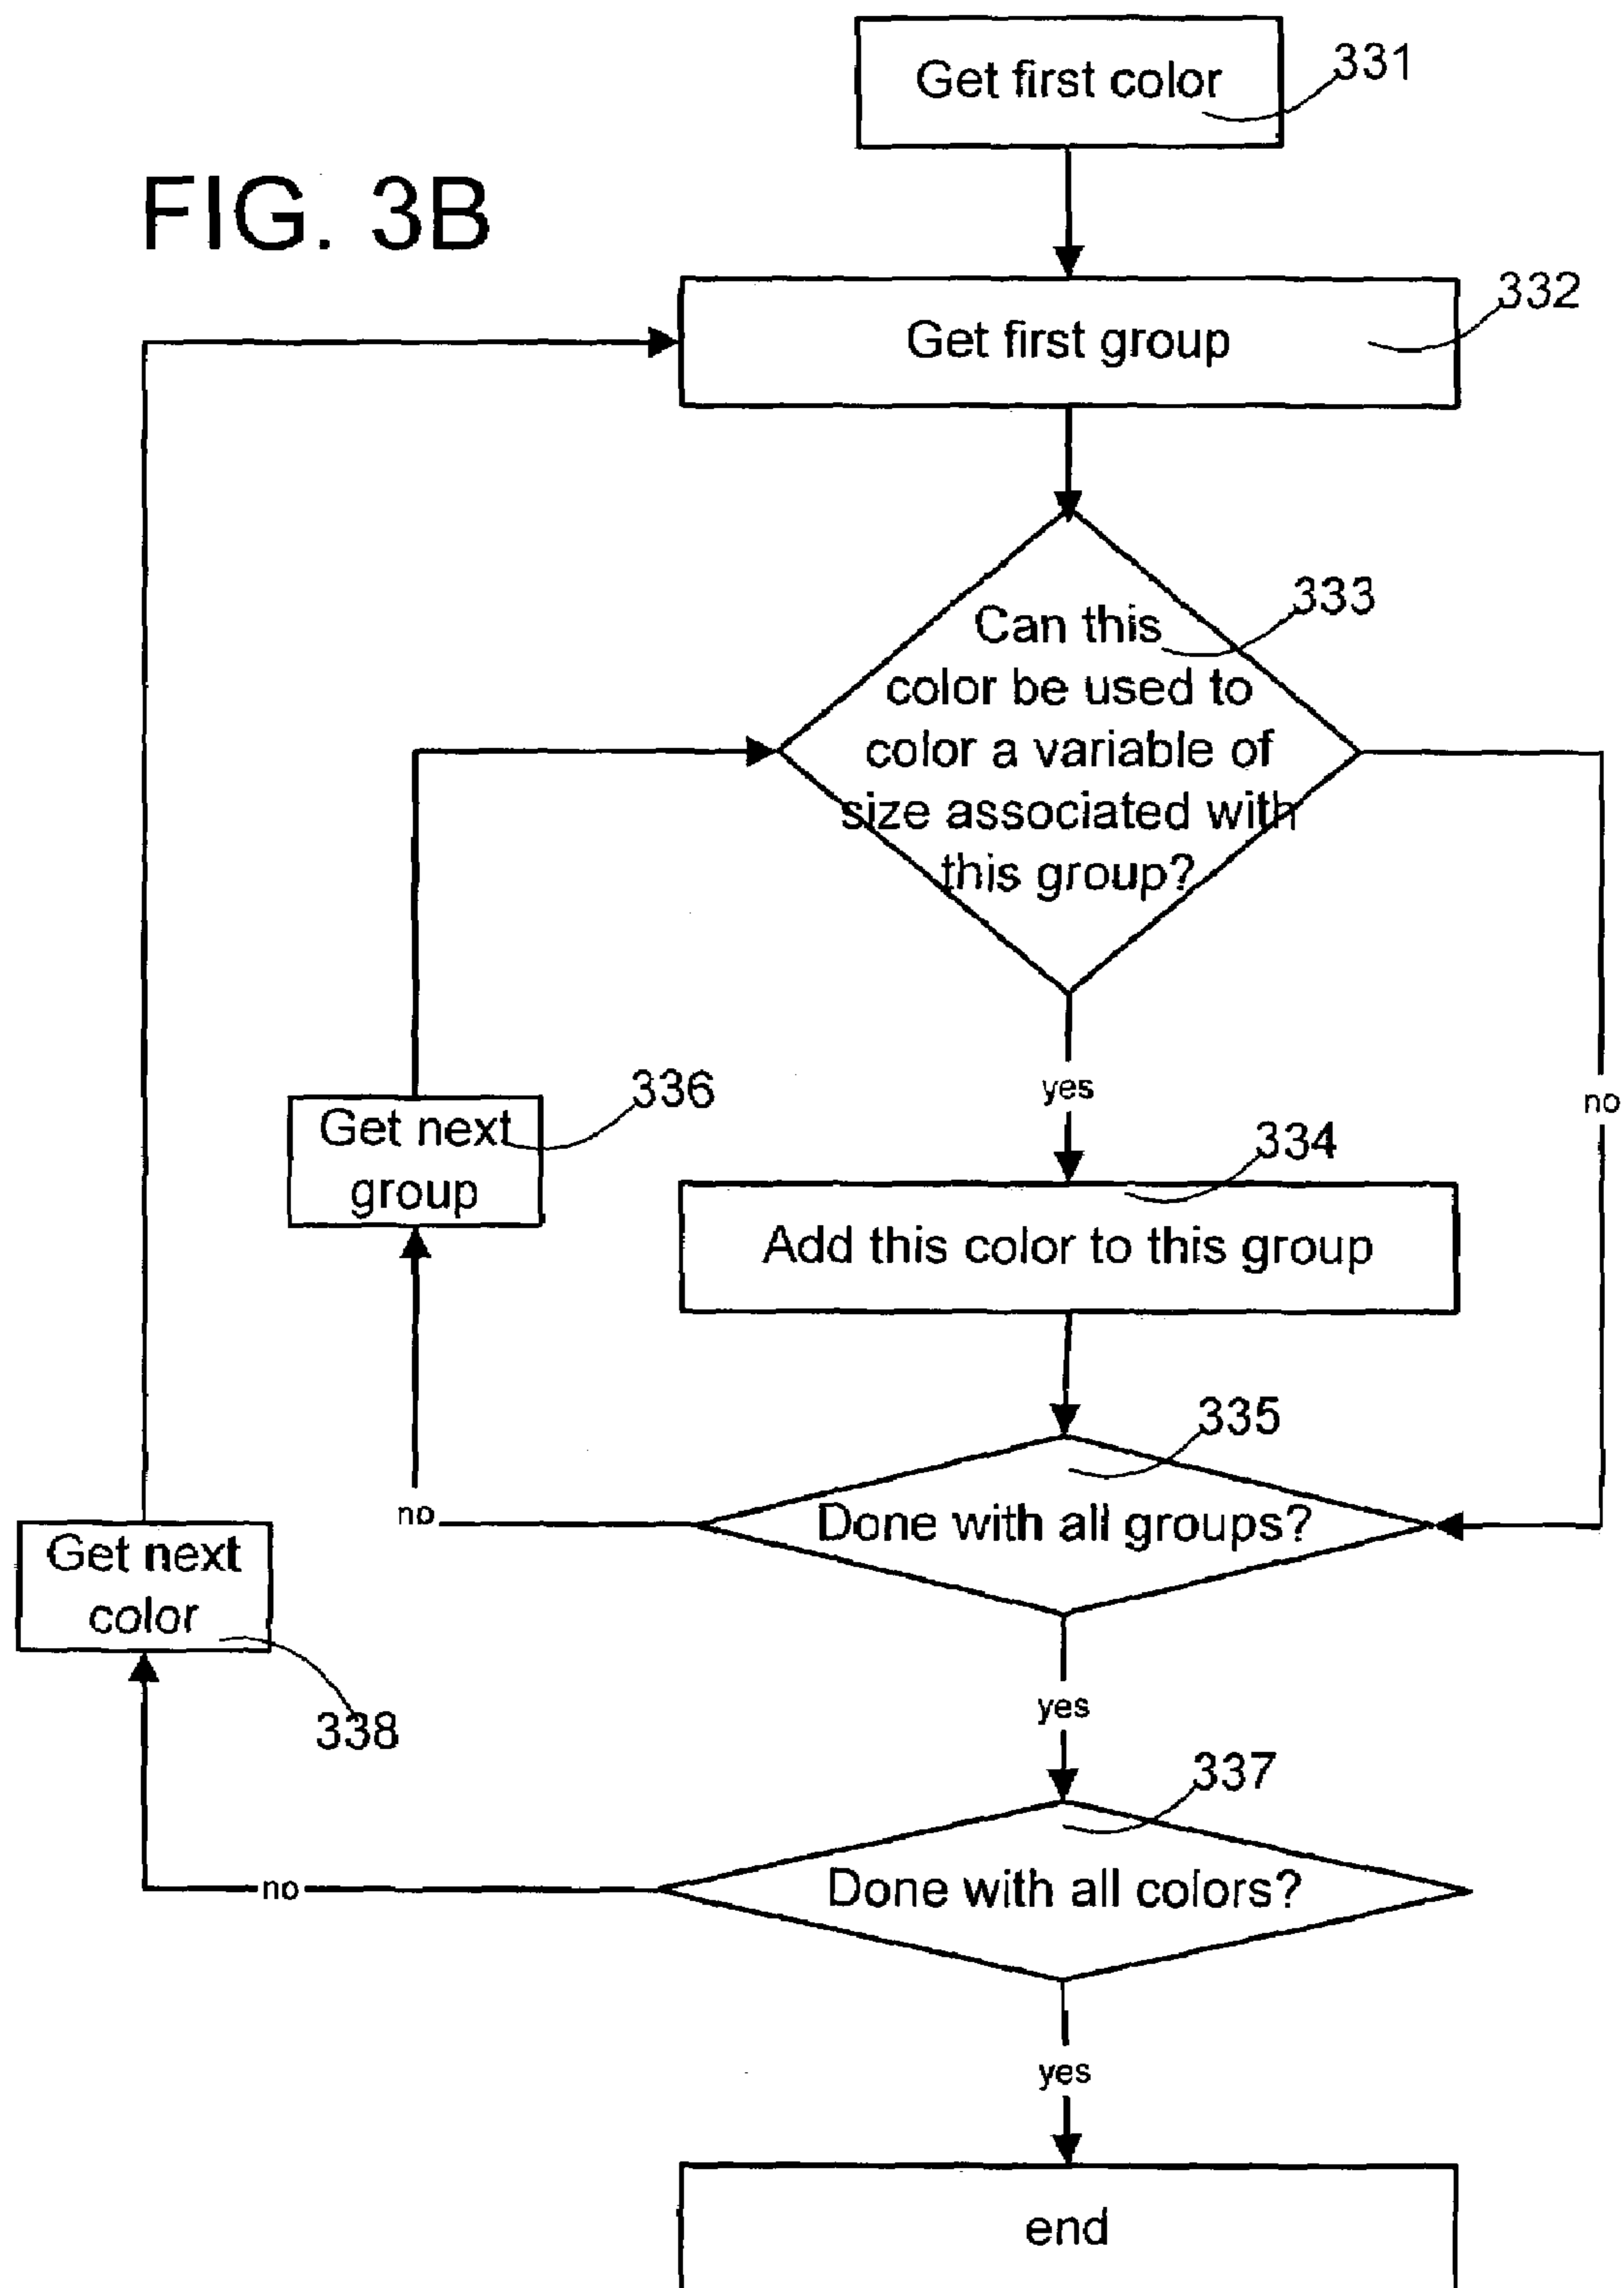 Get first color
331
FIG. 3B
332
Get first group
333
Can this
color be used to
color a variable of
size associated with
this group?
yes
no
336
Get next
group
334
Add this color to this group
335
no
Done with all groups?
Get next
color
338
yes
337
no
Done with all colors?
yes
end